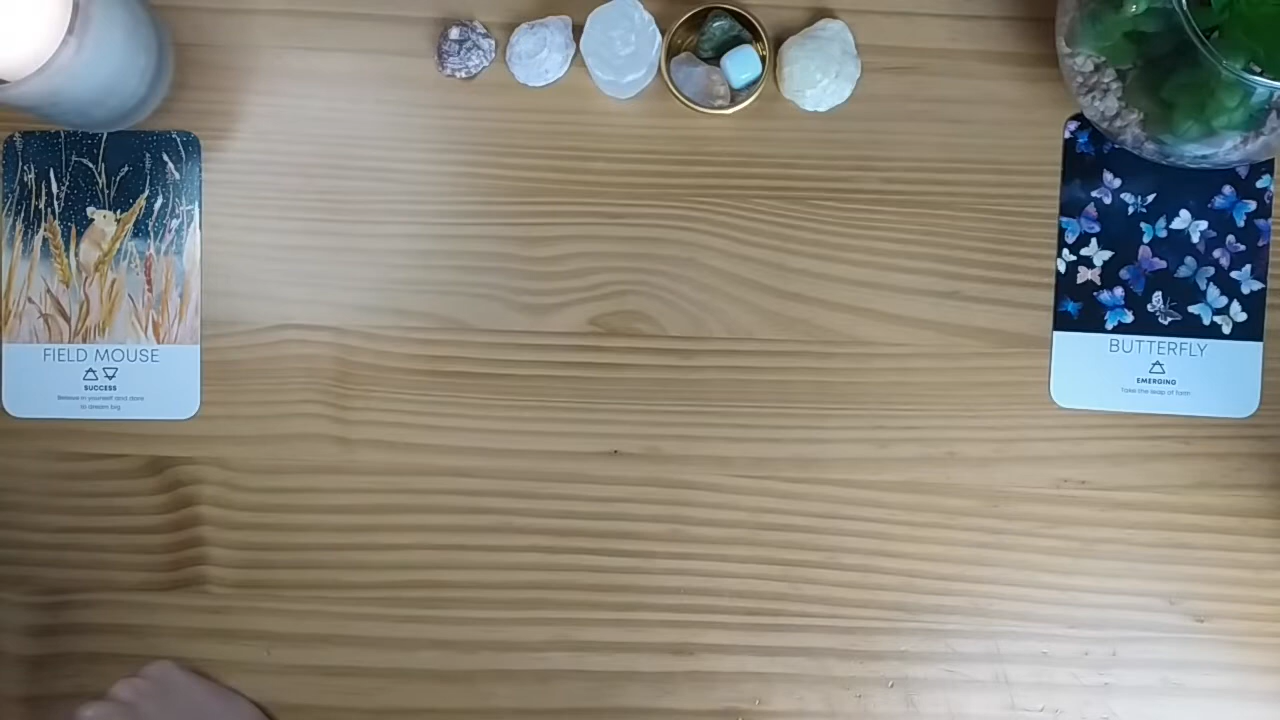 FIELD MOUSE
SUCCESS
Believe in yourself and dare
to dream big
BUTTERFLY
EMERGING
Take the leap of faith